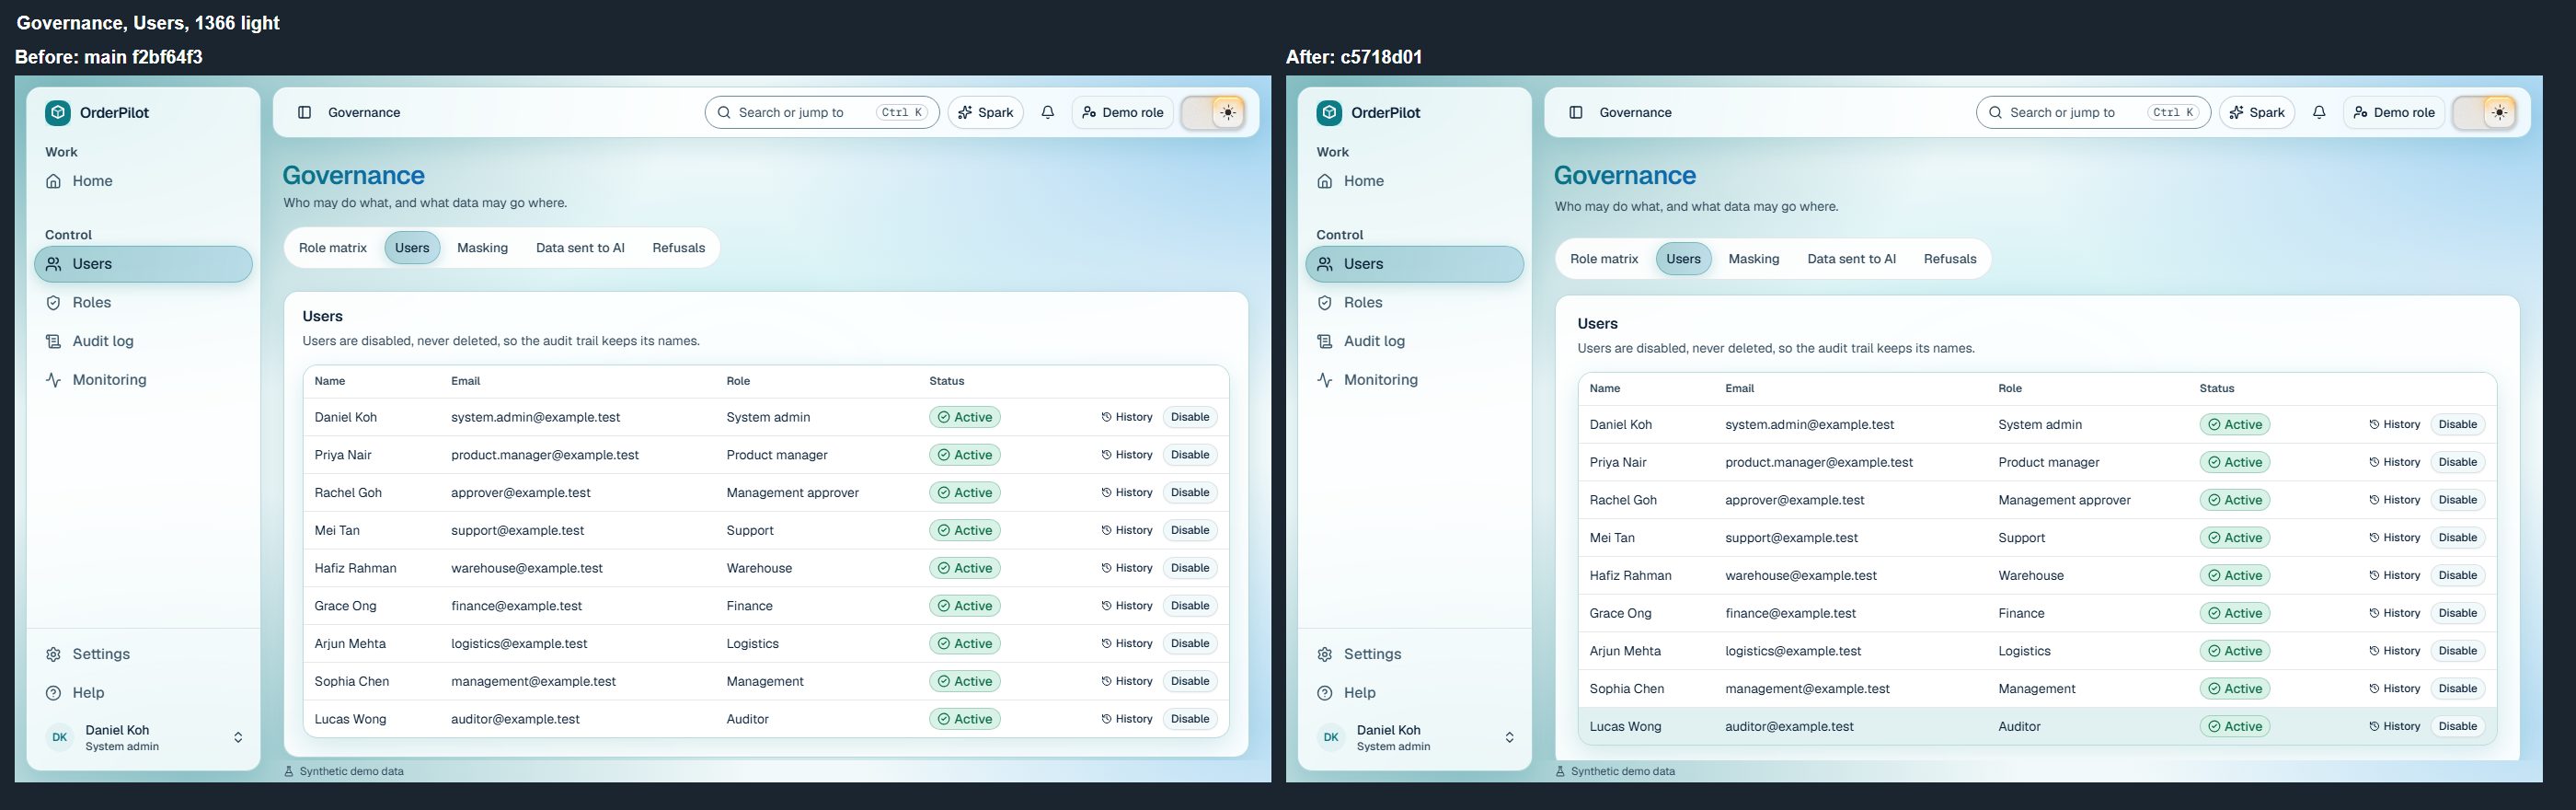 Governance, Users, 1366 light
Before: main f2bf64f3
OrderPilot
Work
Home
Control
Users
Roles
Audit log
Monitoring
Settings
Help
DK
Daniel Koh
System admin
Governance
Search or jump to
Ctrl K
Spark
Demo role
Governance
Who may do what, and what data may go where.
Role matrix Users Masking Data sent to AI Refusals
Users
Users are disabled, never deleted, so the audit trail keeps its names.
Name Email Role Status
Daniel Koh system.admin@example.test System admin Active History Disable
Priya Nair product.manager@example.test Product manager Active History Disable
Rachel Goh approver@example.test Management approver Active History Disable
Mei Tan support@example.test Support Active History Disable
Hafiz Rahman warehouse@example.test Warehouse Active History Disable
Grace Ong finance@example.test Finance Active History Disable
Arjun Mehta logistics@example.test Logistics Active History Disable
Sophia Chen management@example.test Management Active History Disable
Lucas Wong auditor@example.test Auditor Active History Disable
Synthetic demo data
After: c5718d01
OrderPilot
Work
Home
Control
Users
Roles
Audit log
Monitoring
Settings
Help
DK
Daniel Koh
System admin
Governance
Search or jump to
Ctrl K
Spark
Demo role
Governance
Who may do what, and what data may go where.
Role matrix Users Masking Data sent to AI Refusals
Users
Users are disabled, never deleted, so the audit trail keeps its names.
Name Email Role Status
Daniel Koh system.admin@example.test System admin Active History Disable
Priya Nair product.manager@example.test Product manager Active History Disable
Rachel Goh approver@example.test Management approver Active History Disable
Mei Tan support@example.test Support Active History Disable
Hafiz Rahman warehouse@example.test Warehouse Active History Disable
Grace Ong finance@example.test Finance Active History Disable
Arjun Mehta logistics@example.test Logistics Active History Disable
Sophia Chen management@example.test Management Active History Disable
Lucas Wong auditor@example.test Auditor Active History Disable
Synthetic demo data